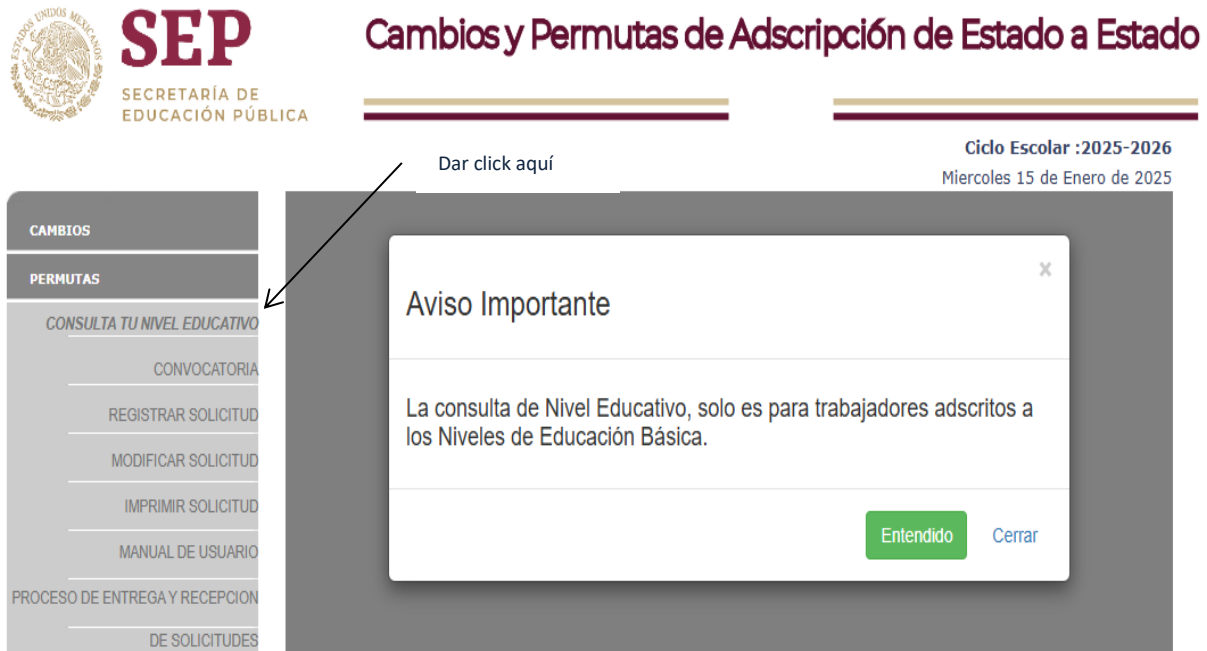 ESTADOS UNIDOS MEXICANOS
SEP
SECRETARÍA DE
EDUCACIÓN PÚBLICA
Cambios y Permutas de Adscripción de Estado a Estado
Ciclo Escolar :2025-2026
Miercoles 15 de Enero de 2025
Dar click aquí
CAMBIOS
PERMUTAS
CONSULTA TU NIVEL EDUCATIVO
CONVOCATORIA
REGISTRAR SOLICITUD
MODIFICAR SOLICITUD
IMPRIMIR SOLICITUD
MANUAL DE USUARIO
PROCESO DE ENTREGA Y RECEPCION
DE SOLICITUDES
×
Aviso Importante
La consulta de Nivel Educativo, solo es para trabajadores adscritos a
los Niveles de Educación Básica.
Entendido
Cerrar